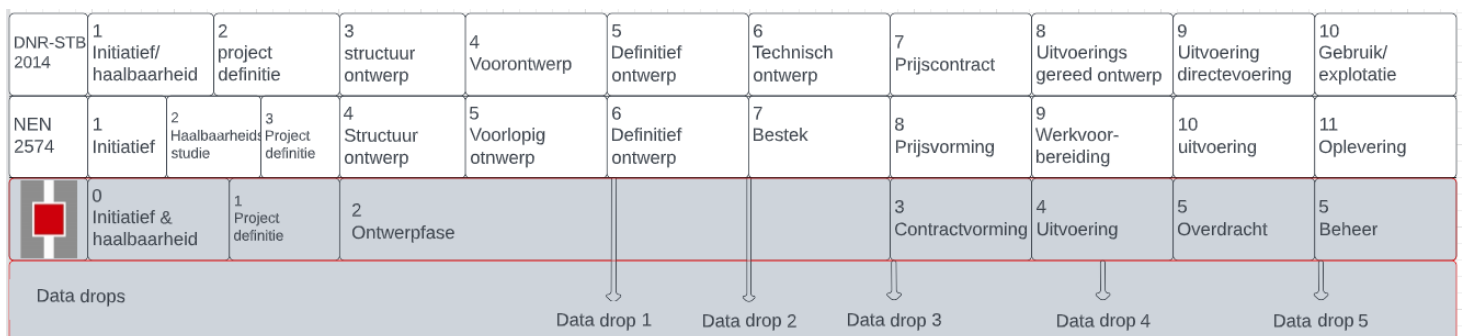 DNR-STB
2014
1
Initiatief/
haalbaarheid
2
project
definitie
3
structuur
ontwerp
4
Voorontwerp
5
Definitief
ontwerp
6
Technisch
ontwerp
7
Prijscontract
8
Uitvoerings
gereed ontwerp
9
Uitvoering
directevoering
10
Gebruik/
explotatie
NEN
2574
1
Initiatief
2
Haalbaarheids
studie
3
Project
definitie
4
Structuur
ontwerp
5
Voorlopig
otnwerp
6
Definitief
ontwerp
7
Bestek
8
Prijsvorming
9
Werkvoor-
bereiding
10
uitvoering
11
Oplevering
0
Initiatief &
haalbaarheid
1
Project
definitie
2
Ontwerpfase
3
Contractvorming
4
Uitvoering
5
Overdracht
5
Beheer
Data drops
Data drop 1
Data drop 2
Data drop 3
Data drop 4
Data drop 5